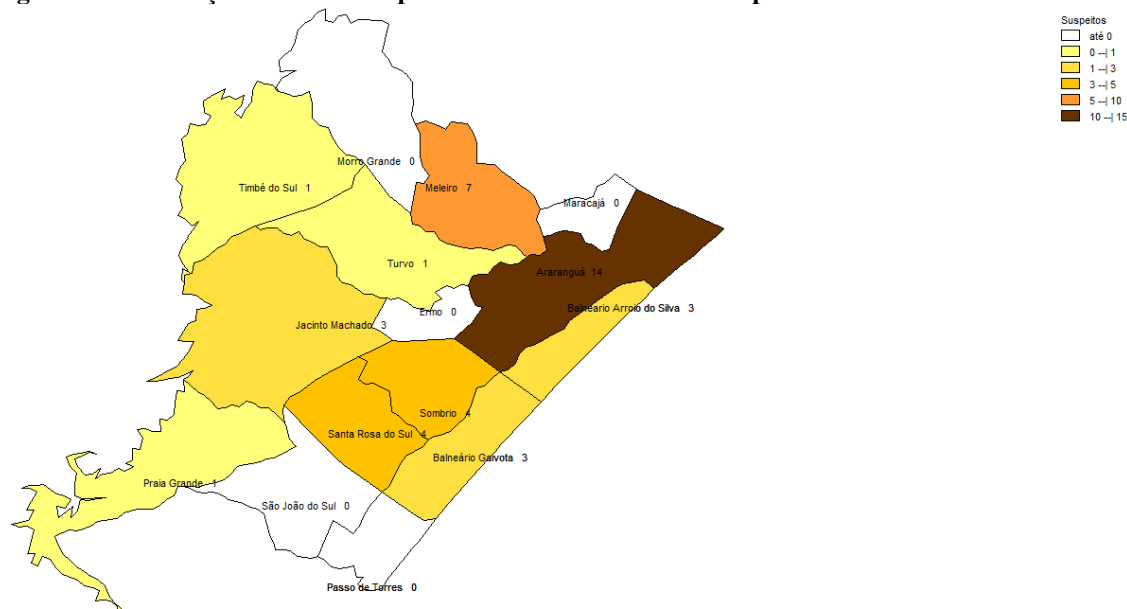 Suspeitos
até 0
0 --| 1
1 --| 3
3 --| 5
5 --| 10
10 --| 15
Morro Grande 0
Timbé do Sul 1
Meleiro 7
Maracajá 0
Turvo 1
Araranguá 14
Balneário Arroio do Silva 3
Ermo 0
Jacinto Machado 3
Sombrio 4
Santa Rosa do Sul 4
Balneário Gaivota 3
Praia Grande 1
São João do Sul 0
Passo de Torres 0